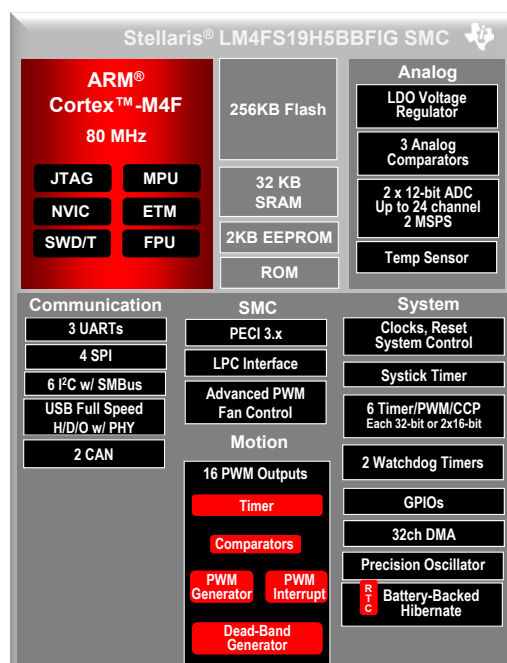 Stellaris® LM4FS19H5BBFIG SMC
ARM®
Cortex™-M4F
80 MHz
JTAG
MPU
NVIC
ETM
SWD/T
FPU
256KB Flash
32 KB
SRAM
2KB EEPROM
ROM
Analog
LDO Voltage
Regulator
3 Analog
Comparators
2 x 12-bit ADC
Up to 24 channel
2 MSPS
Temp Sensor
Communication
3 UARTs
4 SPI
6 I²C w/ SMBus
USB Full Speed
H/D/O w/ PHY
2 CAN
SMC
PECI 3.x
LPC Interface
Advanced PWM
Fan Control
Motion
16 PWM Outputs
Timer
Comparators
PWM
Generator
PWM
Interrupt
Dead-Band
Generator
System
Clocks, Reset
System Control
Systick Timer
6 Timer/PWM/CCP
Each 32-bit or 2x16-bit
2 Watchdog Timers
GPIOs
32ch DMA
Precision Oscillator
RTC
Battery-Backed
Hibernate